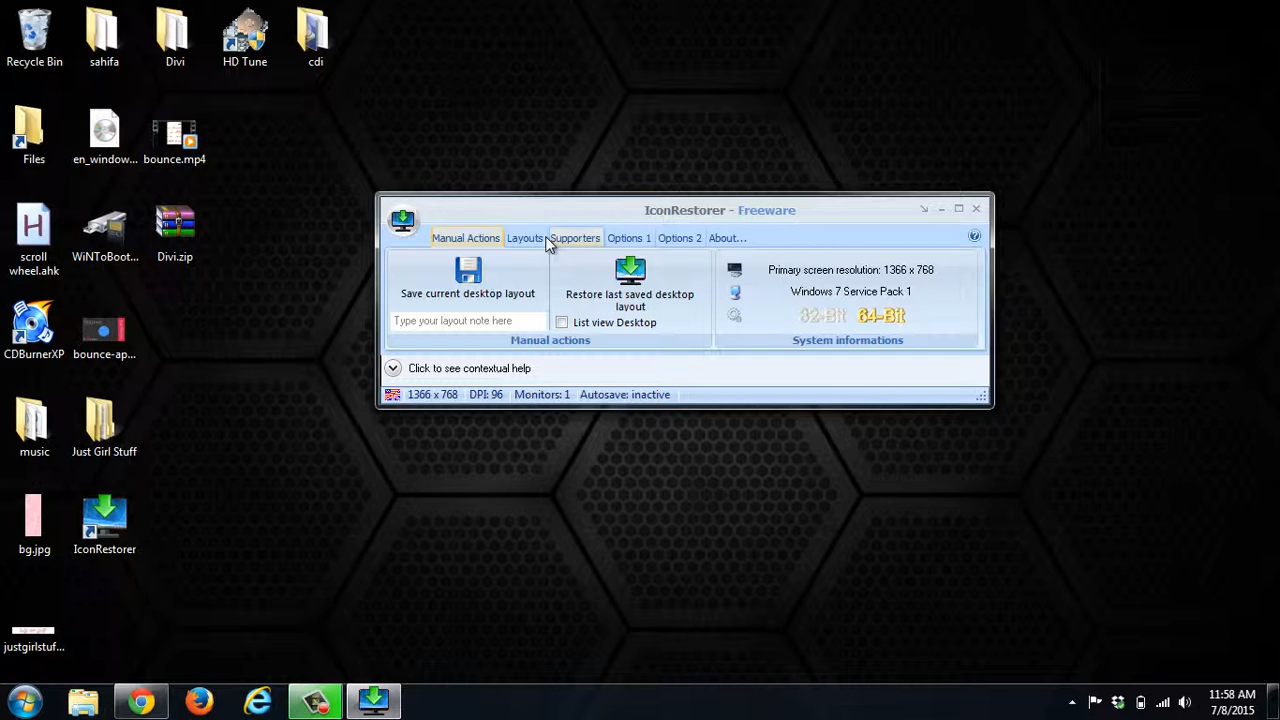 Recycle Bin
sahifa
Divi
HD Tune
cdi
Files
en_window...
bounce.mp4
scroll
wheel.ahk
WiNToBoot...
Divi.zip
CDBurnerXP
bounce-ap...
music
Just Girl Stuff
bg.jpg
IconRestorer
justgirlstuf...
IconRestorer - Freeware
Manual Actions
Layouts
Supporters
Options 1
Options 2
About...
Save current desktop layout
Type your layout note here
Restore last saved desktop
layout
List view Desktop
Manual actions
Primary screen resolution: 1366 x 768
Windows 7 Service Pack 1
32-Bit 64-Bit
System informations
Click to see contextual help
1366 x 768
DPI: 96
Monitors: 1
Autosave: inactive
11:58 AM
7/8/2015